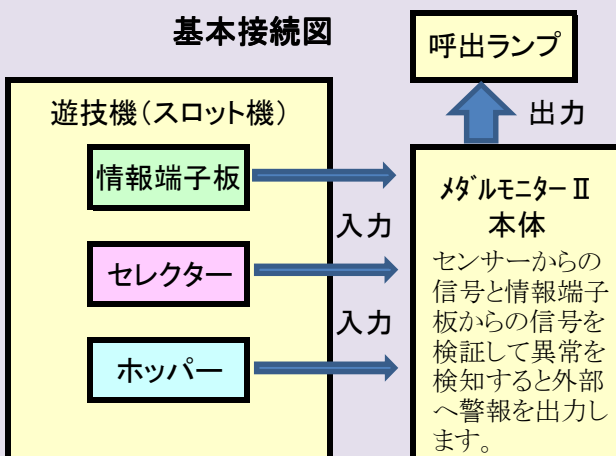 基本接続図
呼出ランプ
遊技機(スロット機)
出力
情報端子板
入力
セレクター
入力
ホッパー
メダルモニターⅡ
本体
センサーからの
信号と情報端子
板からの信号を
検証して異常を
検知すると外部
へ警報を出力し
ます。